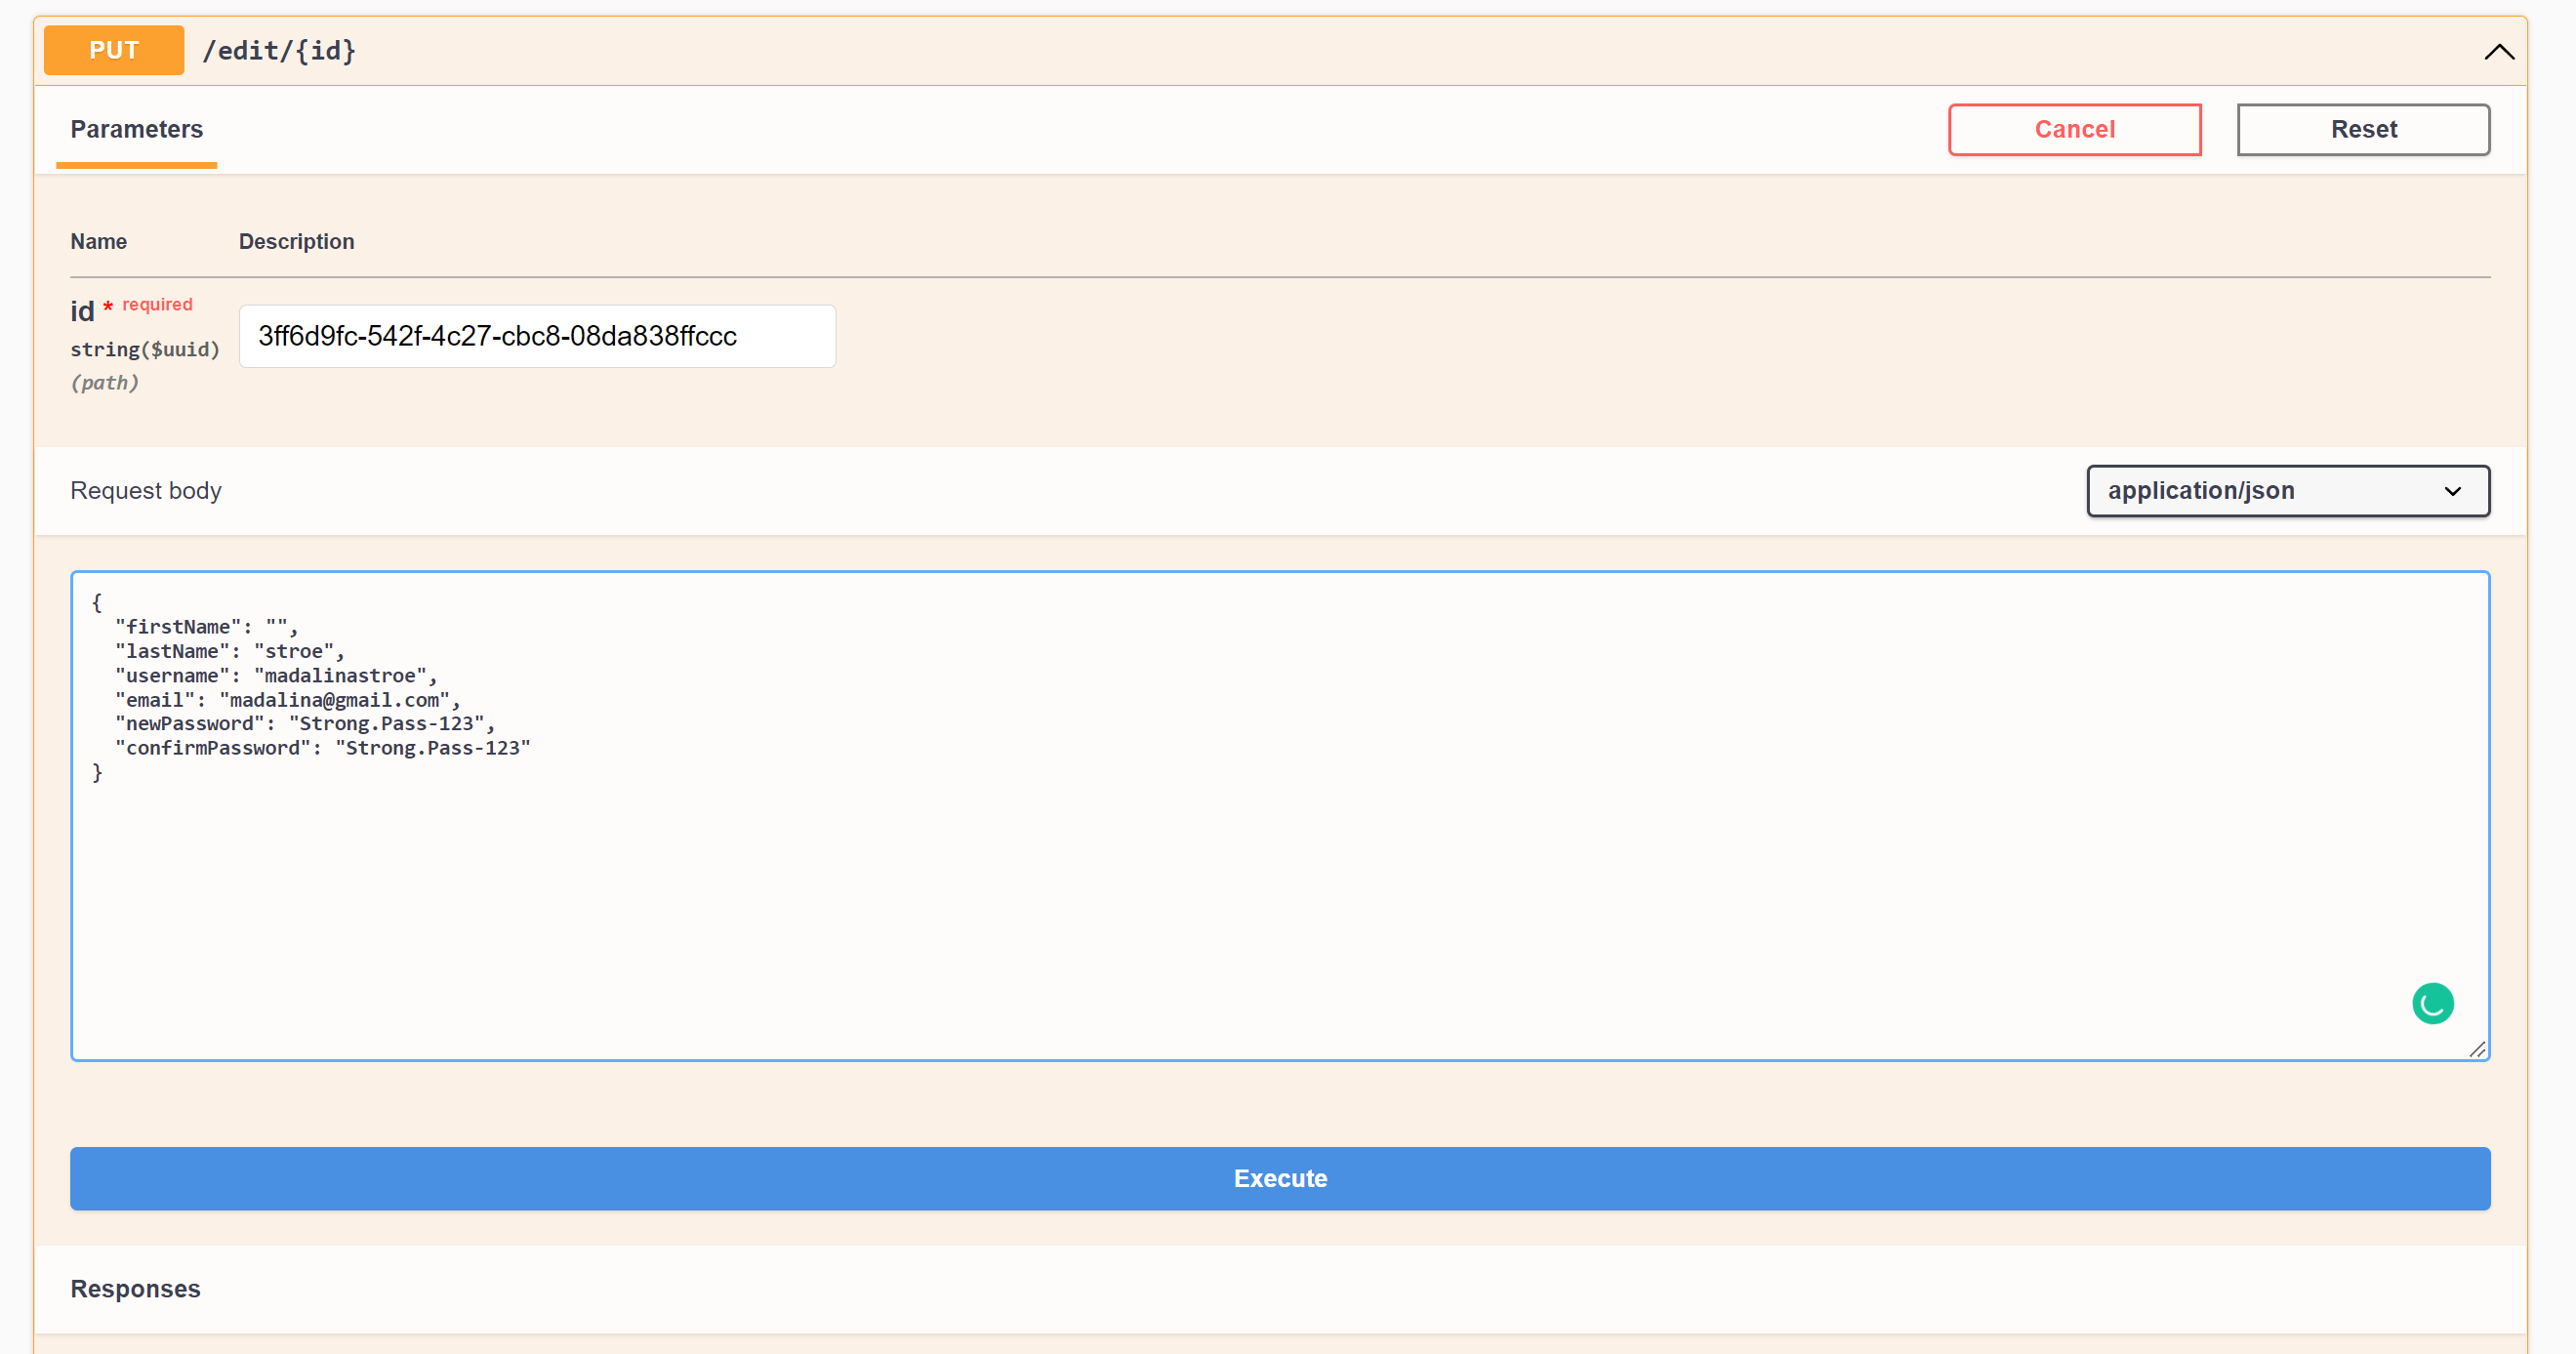 PUT /edit/{id}
Parameters
Cancel
Reset
Name Description
id * required
string($uuid)
(path)
3ff6d9fc-542f-4c27-cbc8-08da838ffccc
Request body
application/json
{
"firstName": "",
"lastName": "stroe",
"username": "madalinastroe",
"email": "madalina@gmail.com",
"newPassword": "Strong.Pass-123",
"confirmPassword": "Strong.Pass-123"
}
Execute
Responses